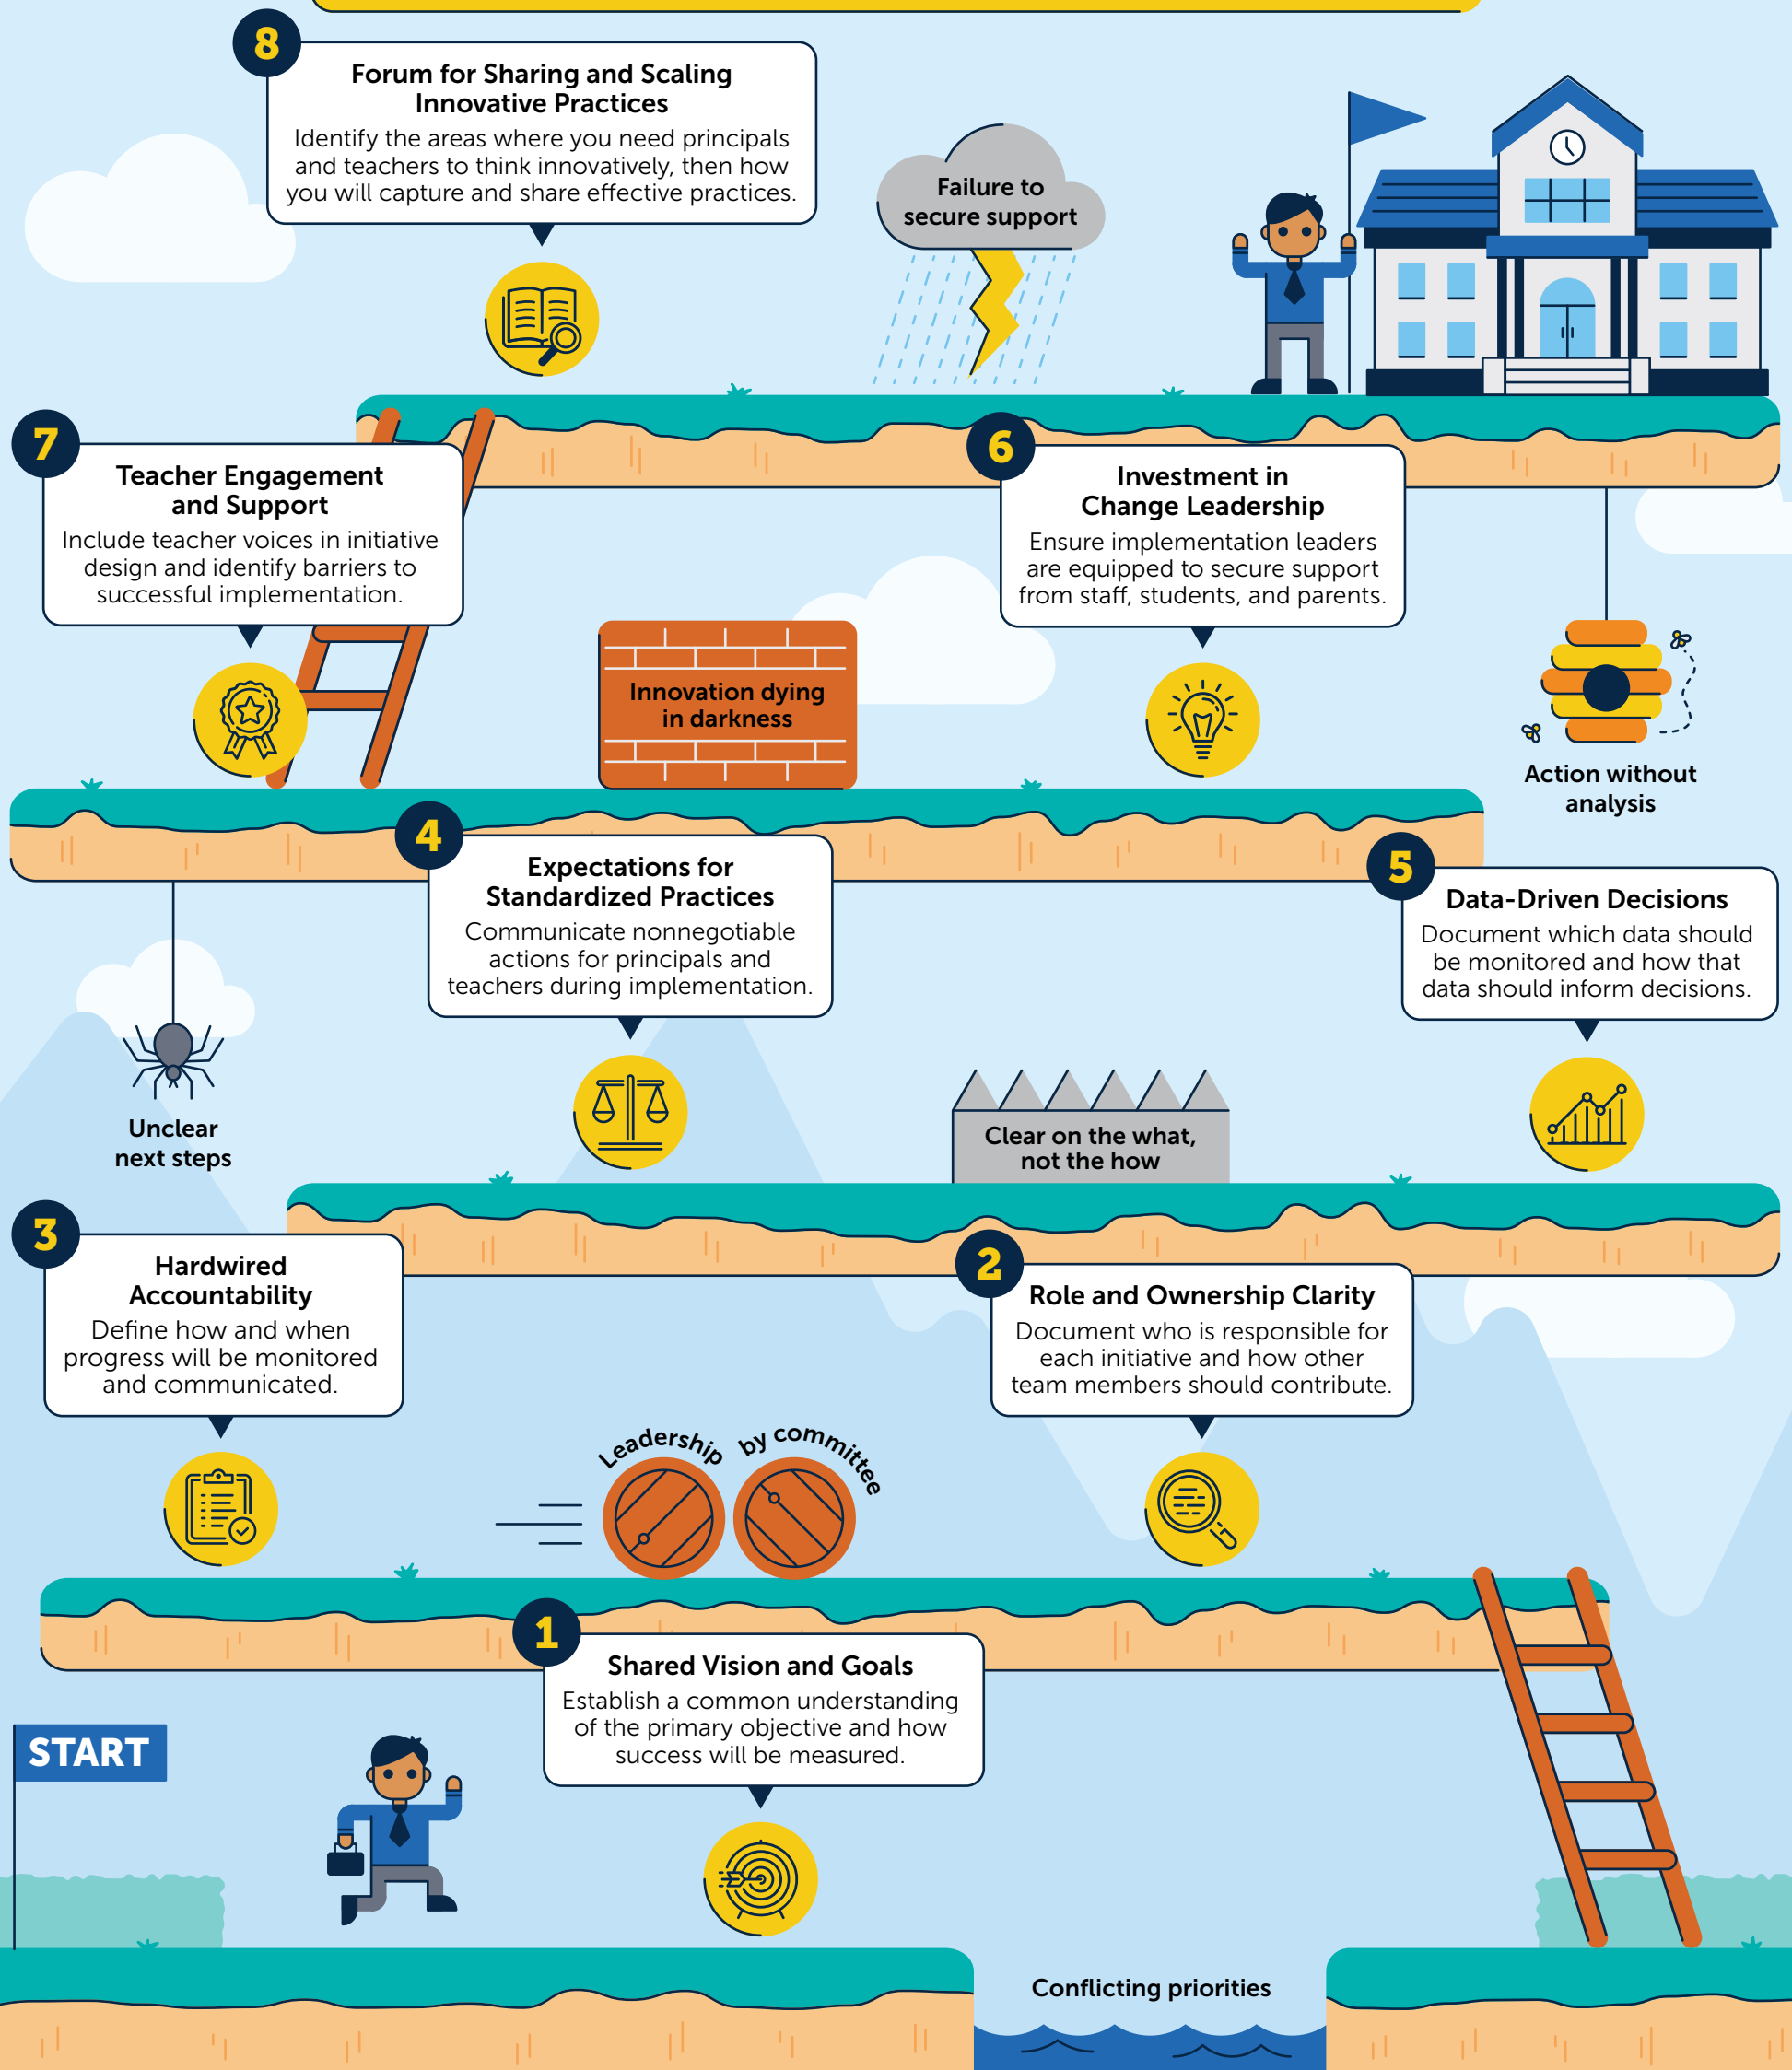 8
Forum for Sharing and Scaling
Innovative Practices
Identify the areas where you need principals
and teachers to think innovatively, then how
you will capture and share effective practices.
Failure to
secure support
7
Teacher Engagement
and Support
Include teacher voices in initiative
design and identify barriers to
successful implementation.
6
Investment in
Change Leadership
Ensure implementation leaders
are equipped to secure support
from staff, students, and parents.
Innovation dying
in darkness
Action without
analysis
4
Expectations for
Standardized Practices
Communicate nonnegotiable
actions for principals and
teachers during implementation.
5
Data-Driven Decisions
Document which data should
be monitored and how that
data should inform decisions.
Unclear
next steps
Clear on the what,
not the how
3
Hardwired
Accountability
Define how and when
progress will be monitored
and communicated.
2
Role and Ownership Clarity
Document who is responsible for
each initiative and how other
team members should contribute.
Leadership by committee
1
Shared Vision and Goals
Establish a common understanding
of the primary objective and how
success will be measured.
START
Conflicting priorities